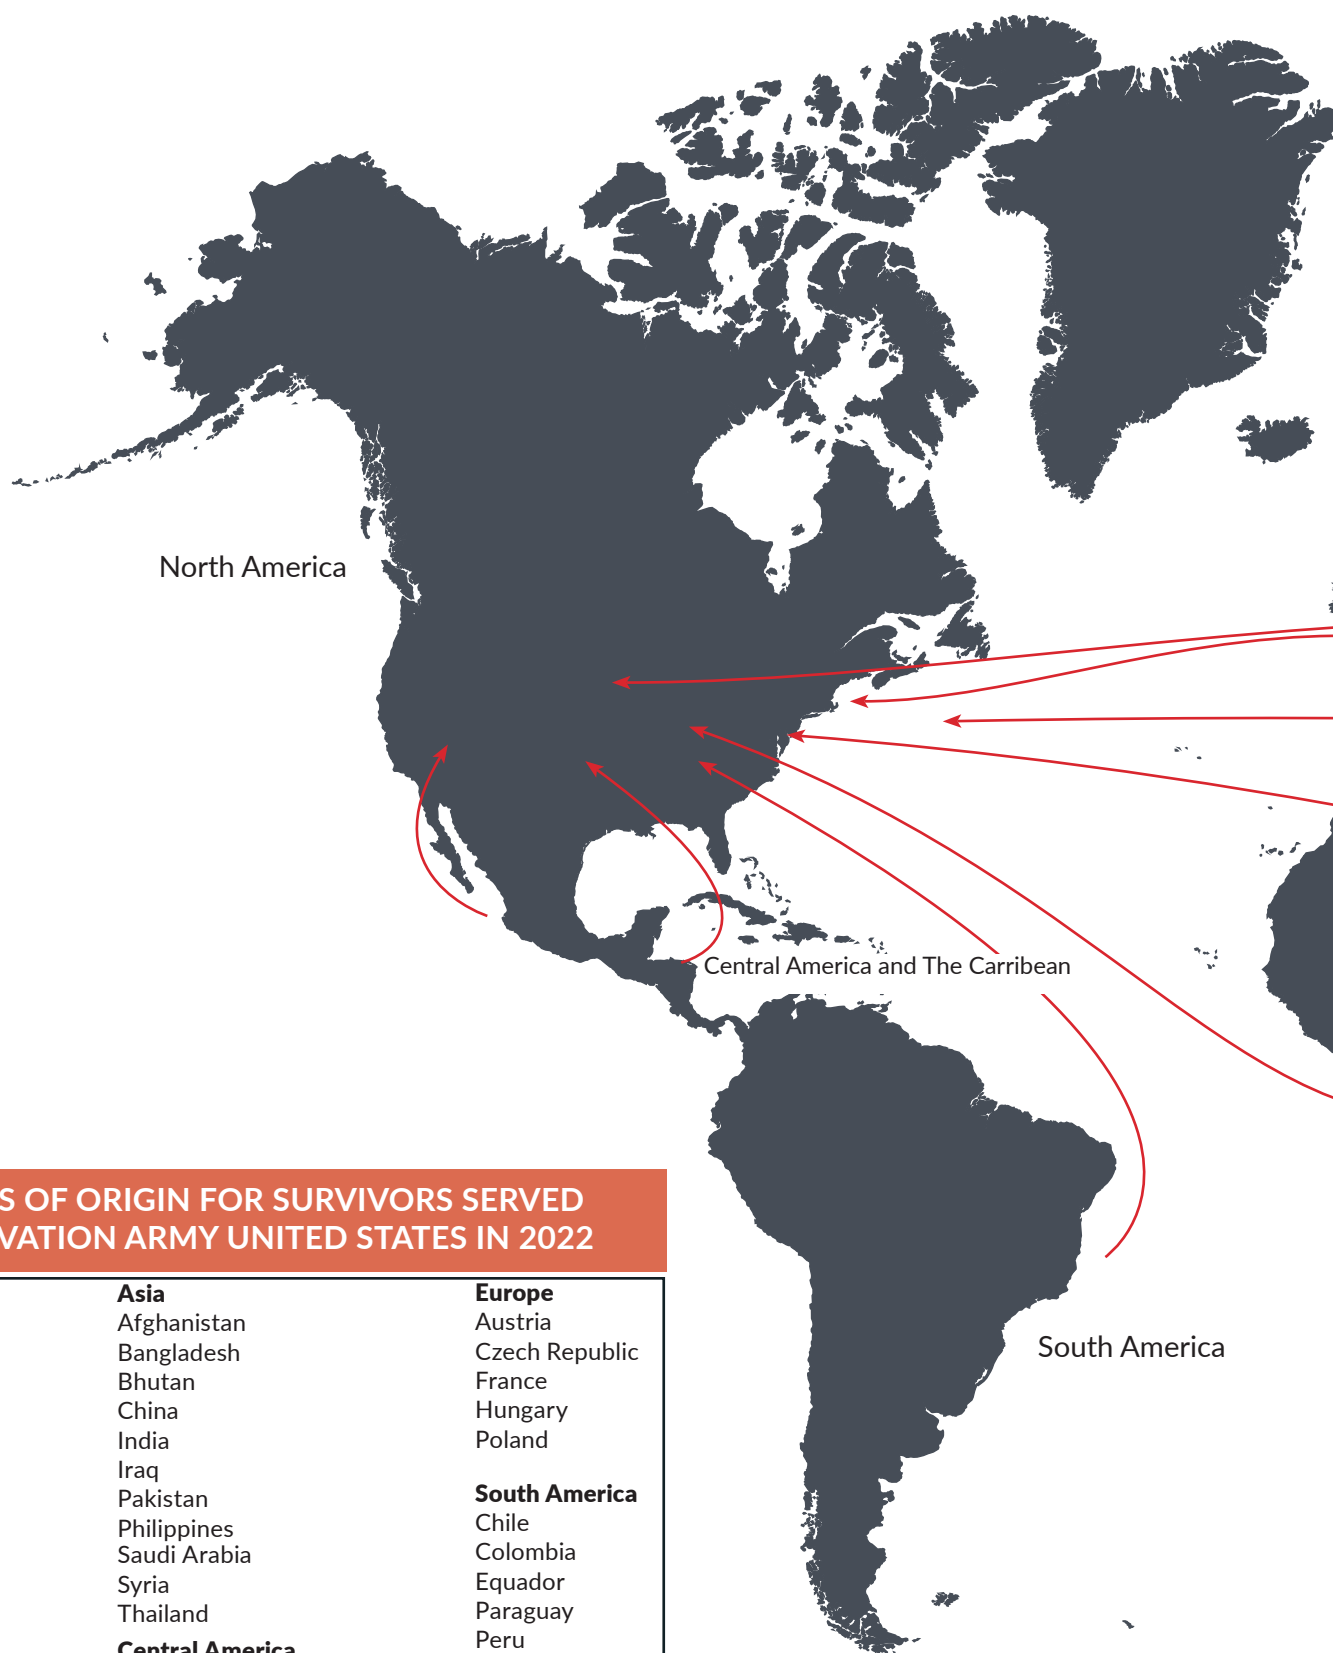 North America
Central America and The Carribean
S OF ORIGIN FOR SURVIVORS SERVED
VATION ARMY UNITED STATES IN 2022
Asia
Afghanistan
Bangladesh
Bhutan
China
India
Iraq
Pakistan
Philippines
Saudi Arabia
Syria
Thailand
Central America
Europe
Austria
Czech Republic
France
Hungary
Poland
South America
Chile
Colombia
Equador
Paraguay
Peru
South America